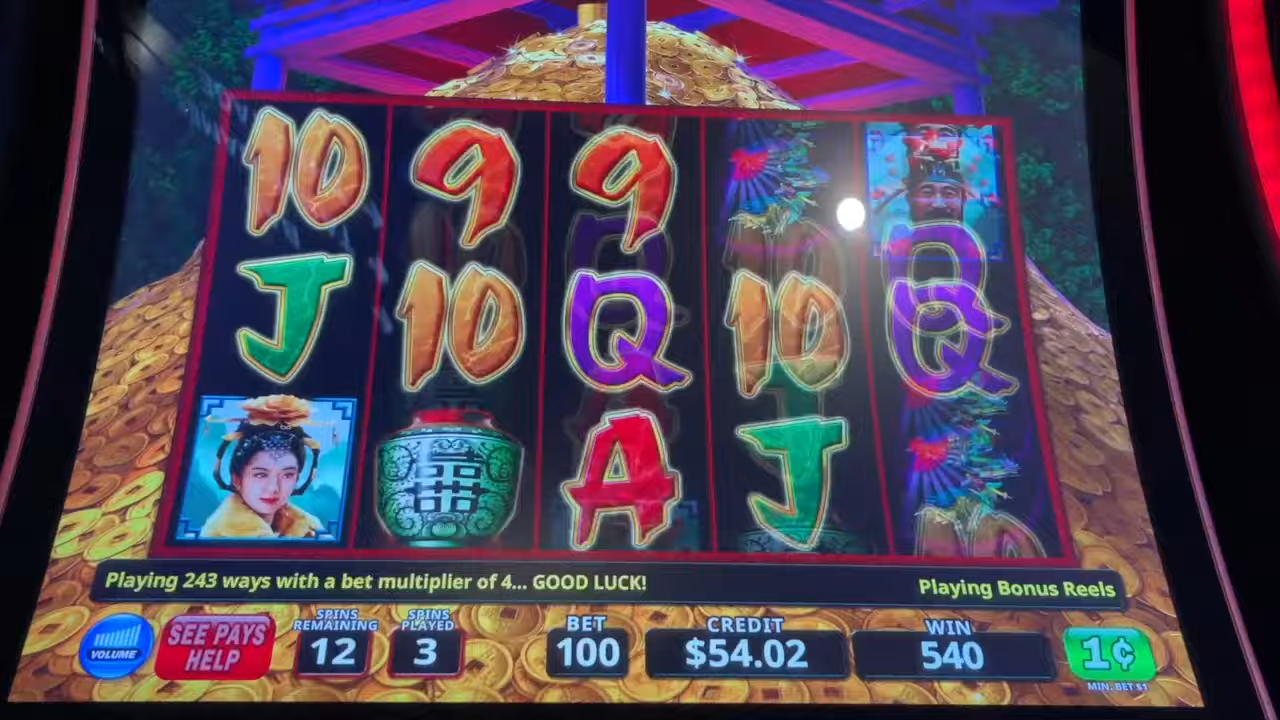 10 9 9
J 10 Q 10 Q
A J
Playing 243 ways with a bet multiplier of 4... GOOD LUCK!
Playing Bonus Reels
VOLUME
SEE PAYS
HELP
SPINS
REMAINING
12
SPINS
PLAYED
3
BET
100
CREDIT
$54.02
WIN
540
1¢
MIN. BET $1